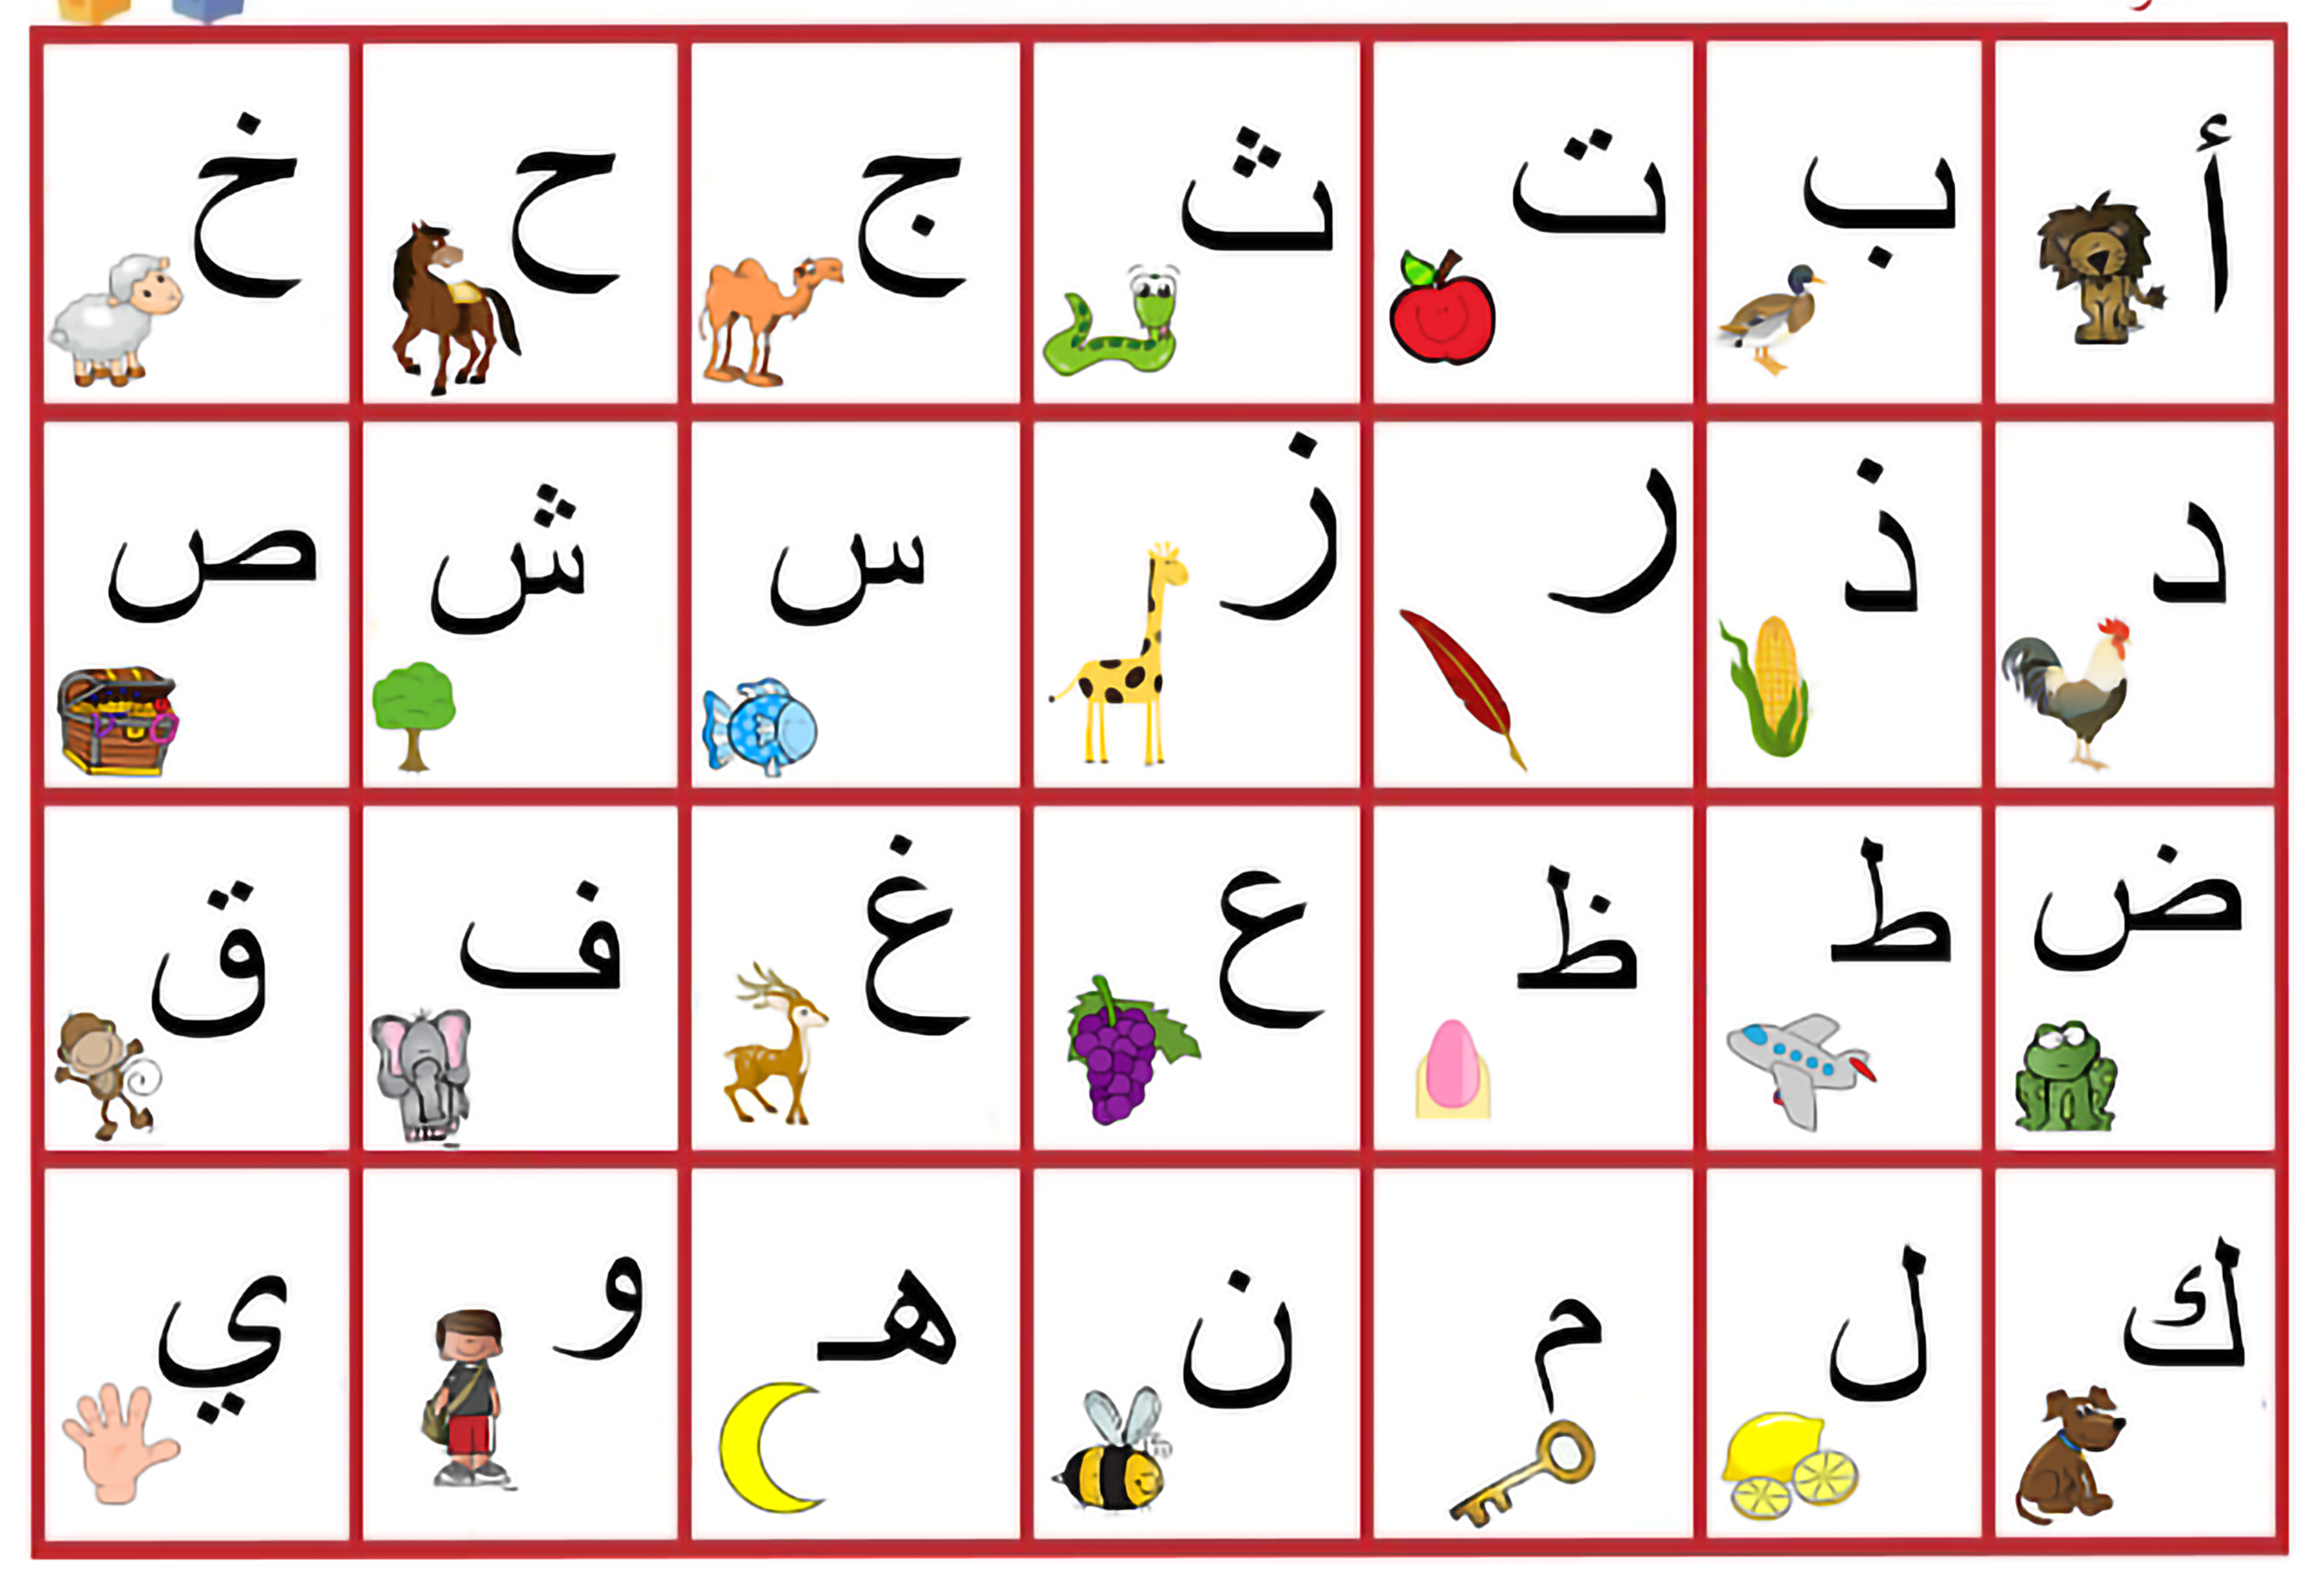 أ ب ت ث ج ح خ
د ذ ر ز س ش ص
ض ط ظ ع غ ف ق
ك ل م ن هـ و ي